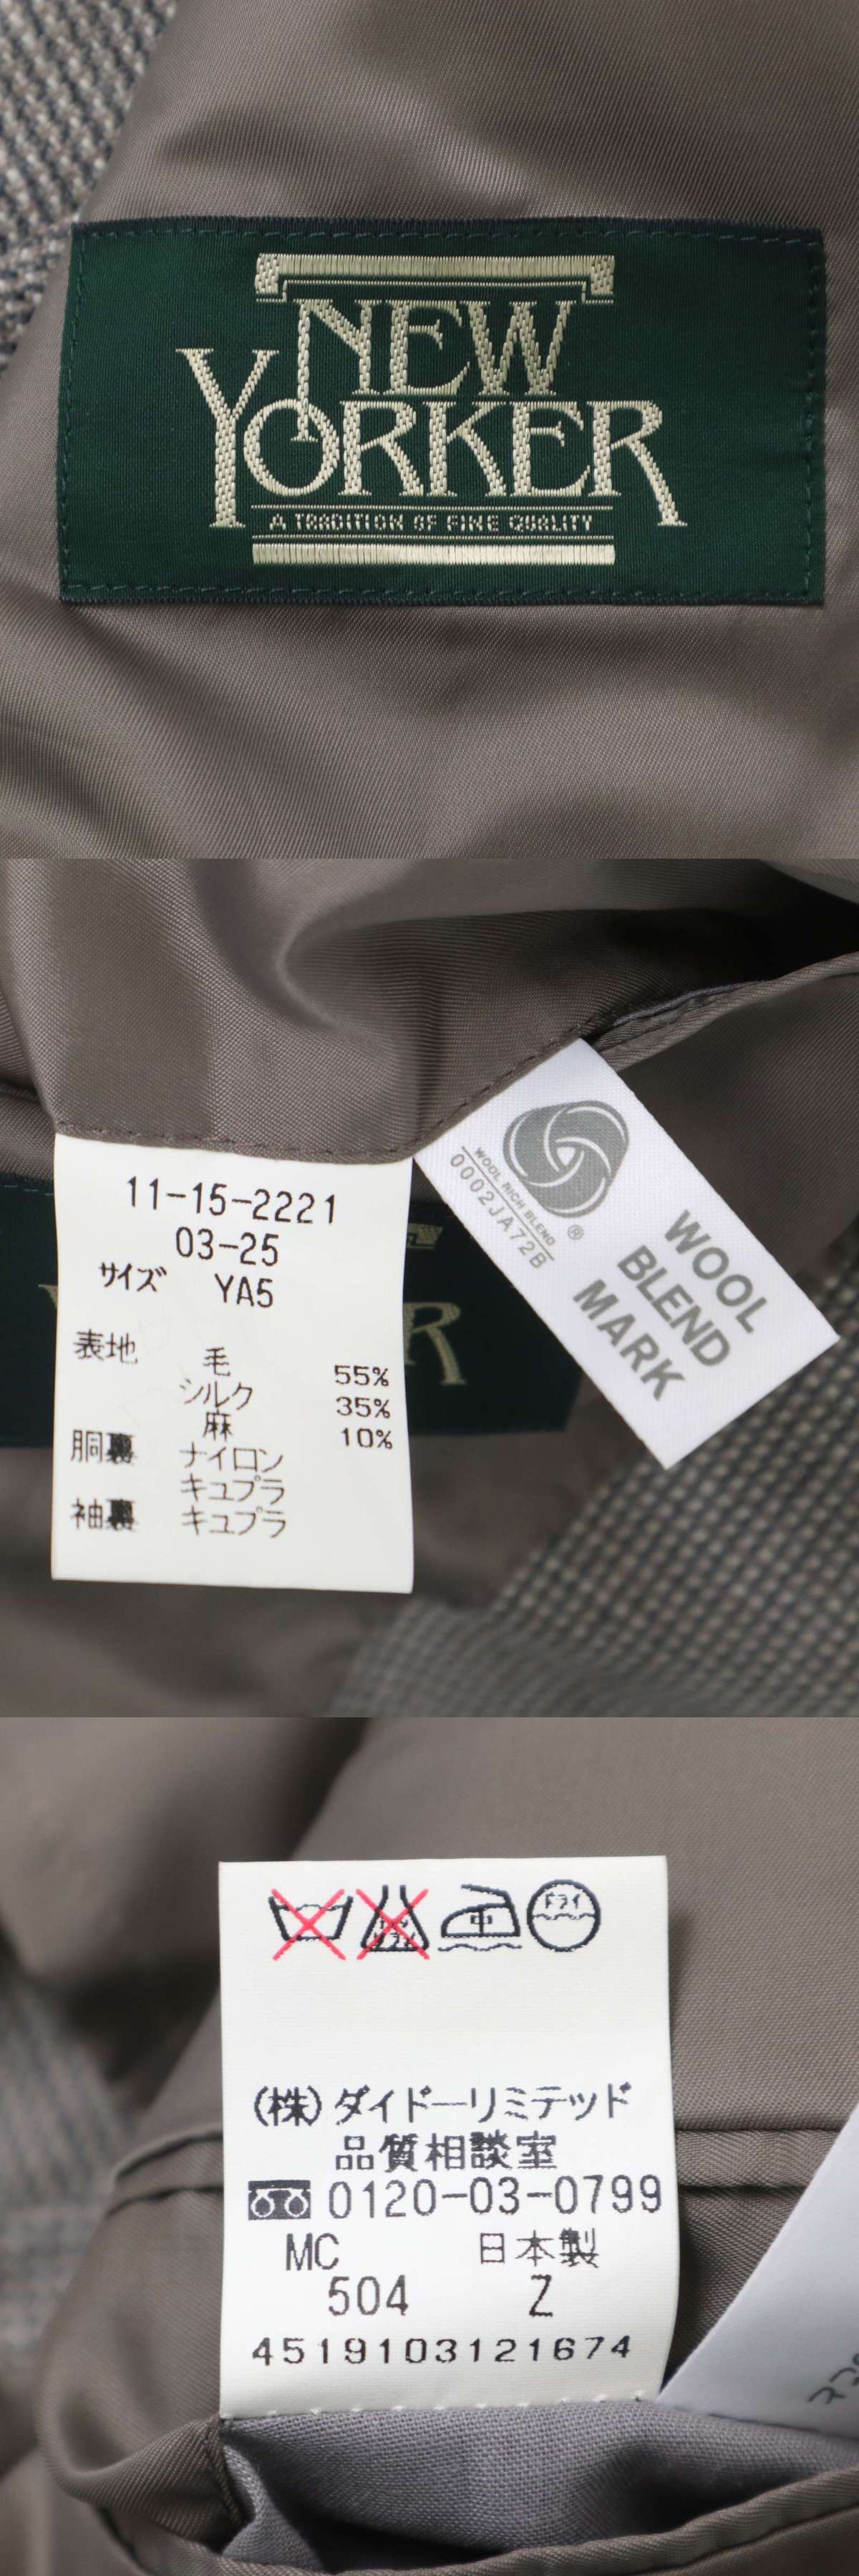 NEW
YORKER
A TRADITION OF FINE QUALITY
11-15-2221
03-25
サイズ YA5
表地 毛 55%
シルク 35%
麻 10%
胴裏 ナイロン
キュプラ
袖裏 キュプラ
WOOL RICH BLEND
0002JA72B
®
WOOL
BLEND
MARK
R
中
ドライ
(株)ダイドーリミテッド
品質相談室
0120-03-0799
MC 日本製
504 Z
4519103121674